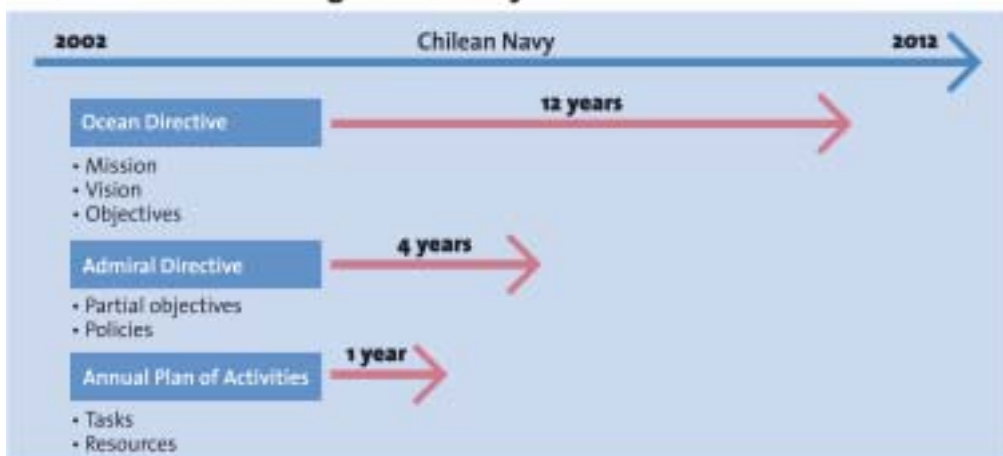 2002 Chilean Navy 2012
12 years
Ocean Directive
• Mission
• Vision
• Objectives
4 years
Admiral Directive
• Partial objectives
• Policies
1 year
Annual Plan of Activities
• Tasks
• Resources